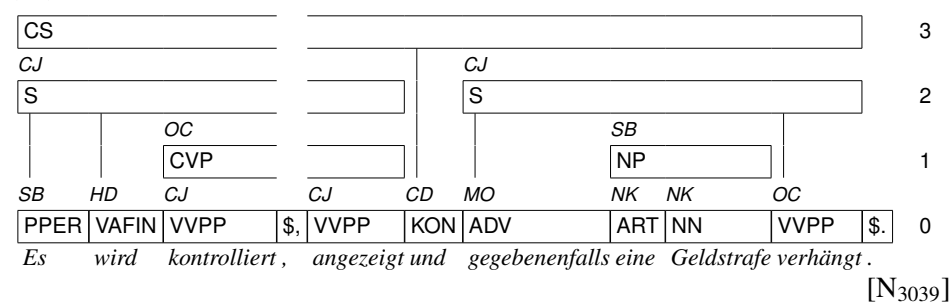 CS 3
CJ CJ
S S 2
OC SB
CVP NP 1
SB HD CJ CJ CD MO NK NK OC
PPER VAFIN VVPP $, VVPP KON ADV ART NN VVPP $. 0
Es wird kontrolliert , angezeigt und gegebenenfalls eine Geldstrafe verhängt .
[N3039]